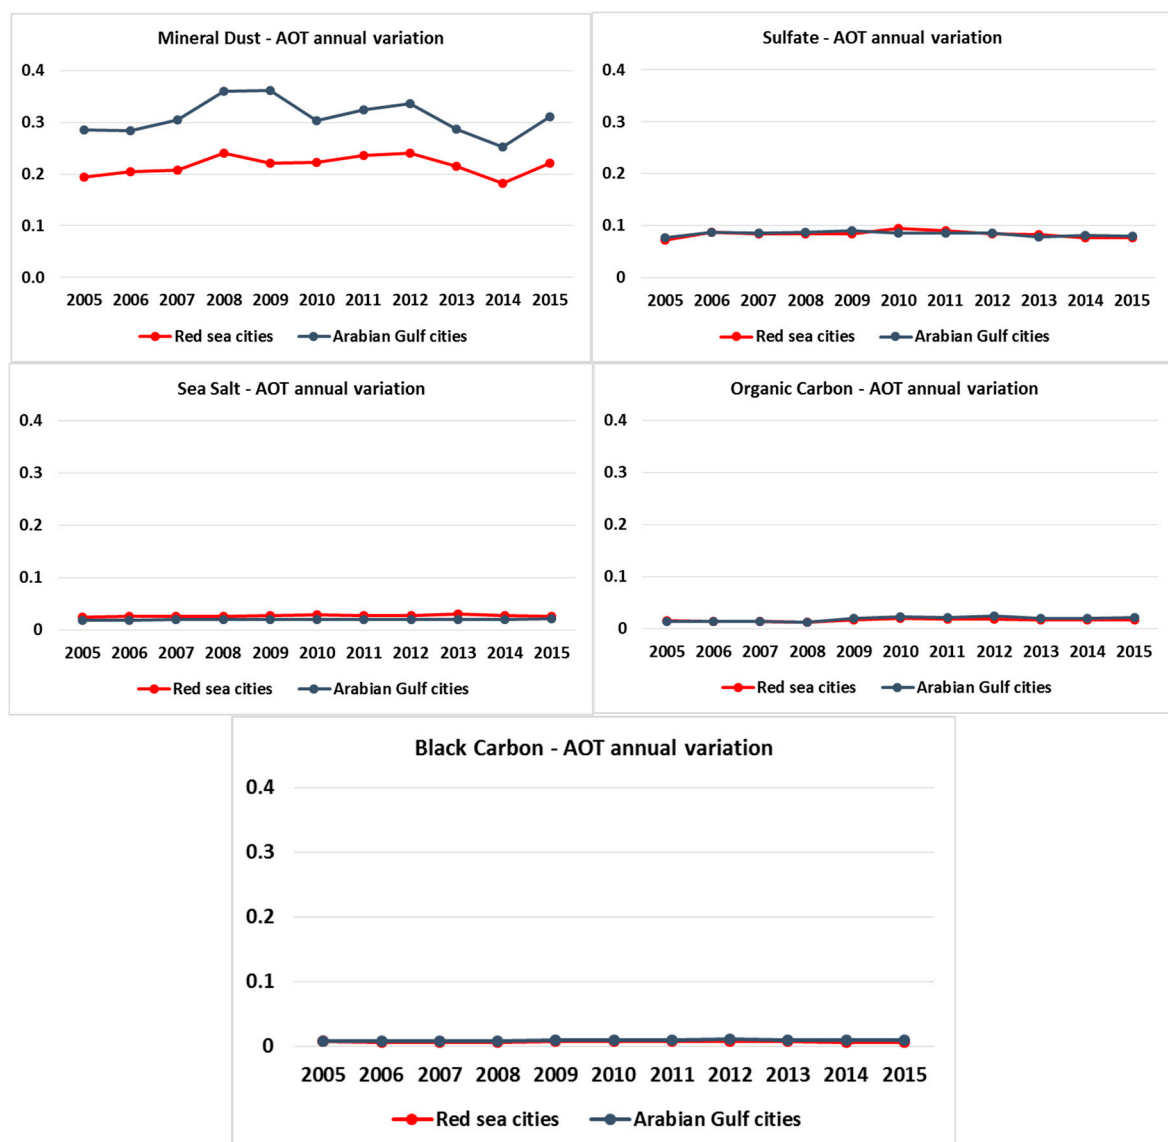 Mineral Dust - AOT annual variation
0.4
0.3
0.2
0.1
0.0
2005 2006 2007 2008 2009 2010 2011 2012 2013 2014 2015
Red sea cities Arabian Gulf cities
Sulfate - AOT annual variation
0.4
0.3
0.2
0.1
0
2005 2006 2007 2008 2009 2010 2011 2012 2013 2014 2015
Red sea cities Arabian Gulf cities
Sea Salt - AOT annual variation
0.4
0.3
0.2
0.1
0
2005 2006 2007 2008 2009 2010 2011 2012 2013 2014 2015
Red sea cities Arabian Gulf cities
Organic Carbon - AOT annual variation
0.4
0.3
0.2
0.1
0
2005 2006 2007 2008 2009 2010 2011 2012 2013 2014 2015
Red sea cities Arabian Gulf cities
Black Carbon - AOT annual variation
0.4
0.3
0.2
0.1
0
2005 2006 2007 2008 2009 2010 2011 2012 2013 2014 2015
Red sea cities Arabian Gulf cities